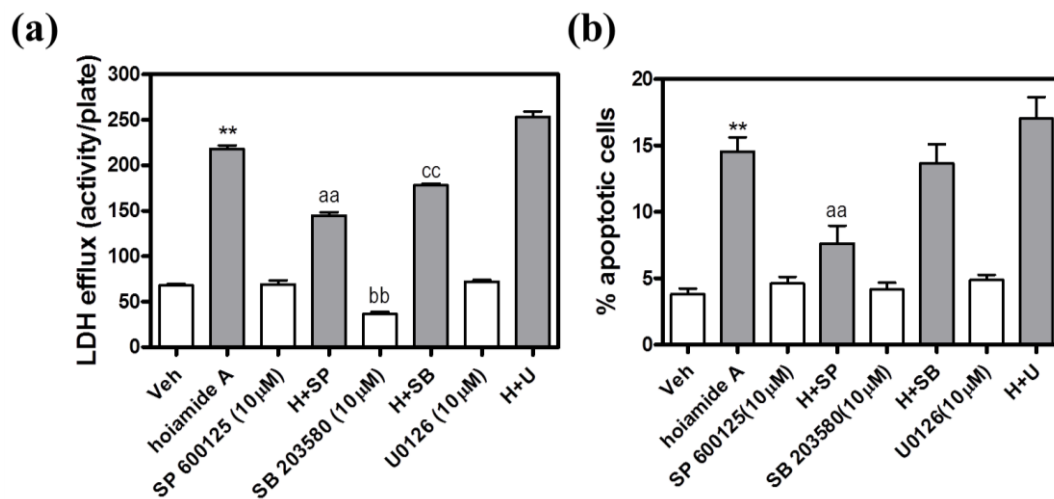 (a)
LDH efflux (activity/plate)
300
250
200
150
100
50
0
**
aa
bb
cc
Veh
hoiamide A
SP 600125 (10μM)
H+SP
SB 203580 (10μM)
H+SB
U0126 (10μM)
H+U
(b)
% apoptotic cells
20
15
10
5
0
**
aa
Veh
hoiamide A
SP 600125(10μM)
H+SP
SB 203580(10μM)
H+SB
U0126(10μM)
H+U